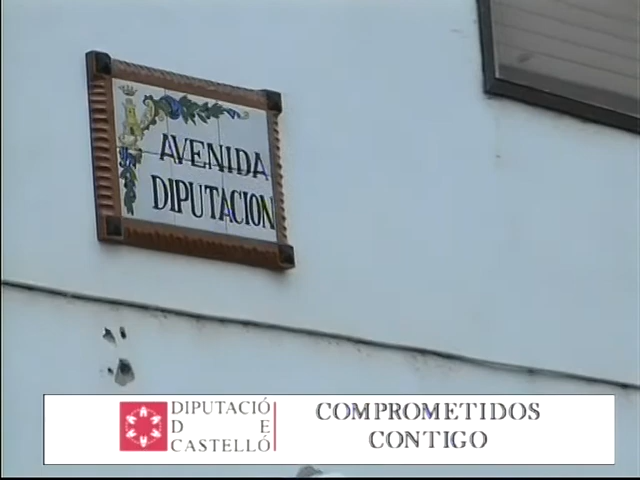 AVENIDA
DIPUTACION
DIPUTACIÓ
D E
CASTELLÓ
COMPROMETIDOS
CONTIGO